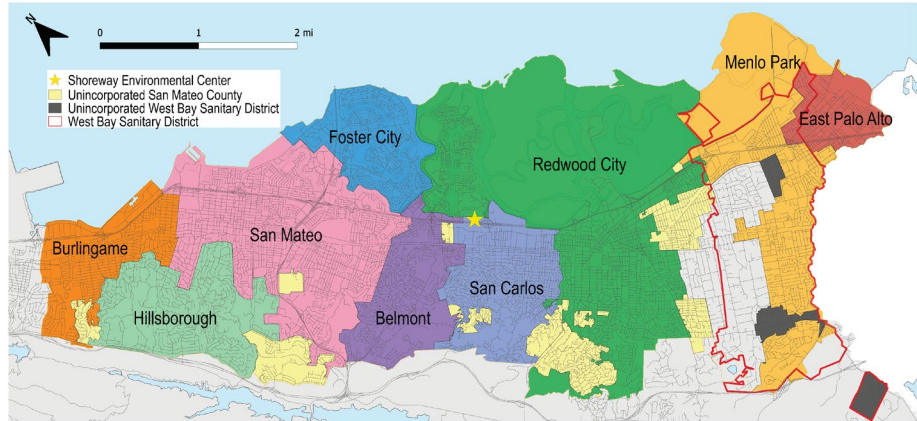 N
0 1 2 mi
Shoreway Environmental Center
Unincorporated San Mateo County
Unincorporated West Bay Sanitary District
West Bay Sanitary District
Menlo Park
East Palo Alto
Foster City
Redwood City
Burlingame
San Mateo
Hillsborough
Belmont
San Carlos